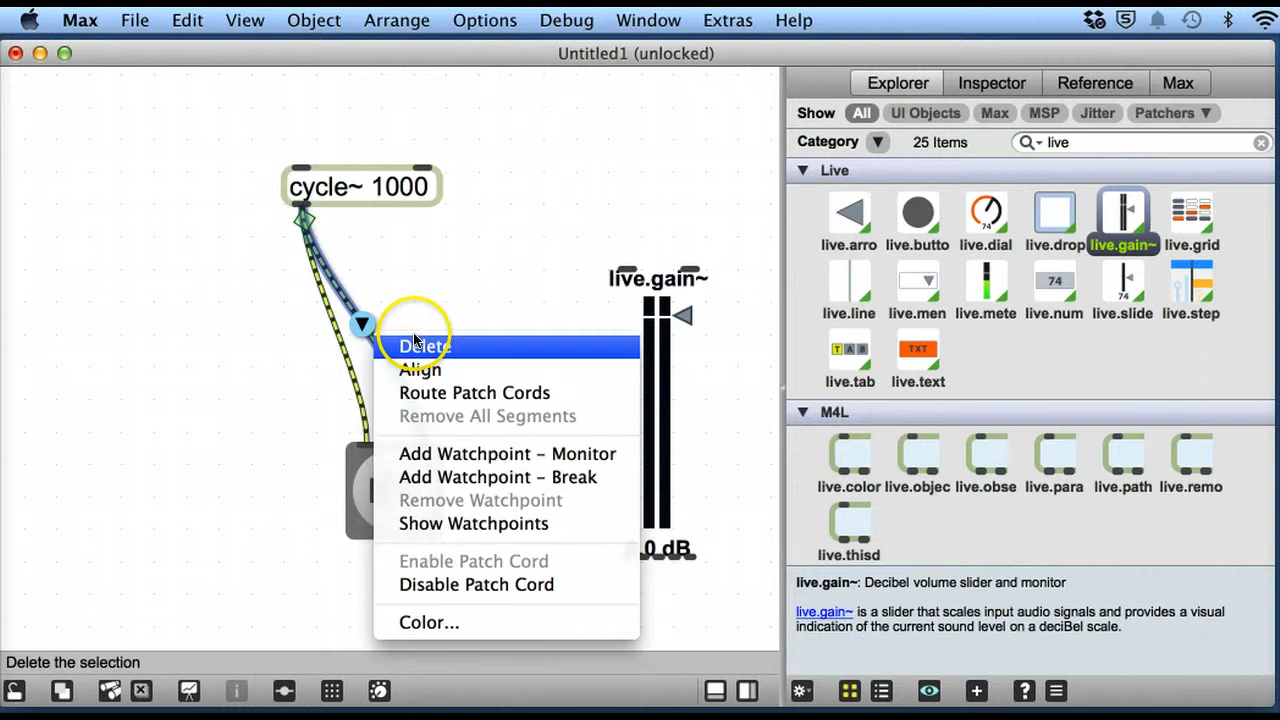 Max File Edit View Object Arrange Options Debug Window Extras Help
Untitled1 (unlocked)
cycle~ 1000
live.gain~
0 dB
Delete
Align
Route Patch Cords
Remove All Segments
Add Watchpoint – Monitor
Add Watchpoint – Break
Remove Watchpoint
Show Watchpoints
Enable Patch Cord
Disable Patch Cord
Color...
Delete the selection
Explorer Inspector Reference Max
Show All UI Objects Max MSP Jitter Patchers ▼
Category ▼ 25 Items live
▼ Live
live.arro live.butto live.dial live.drop live.gain~ live.grid
live.line live.men live.mete live.num live.slide live.step
live.tab live.text
▼ M4L
live.color live.objec live.obse live.para live.path live.remo
live.thisd
live.gain~: Decibel volume slider and monitor
live.gain~ is a slider that scales input audio signals and provides a visual
indication of the current sound level on a deciBel scale.